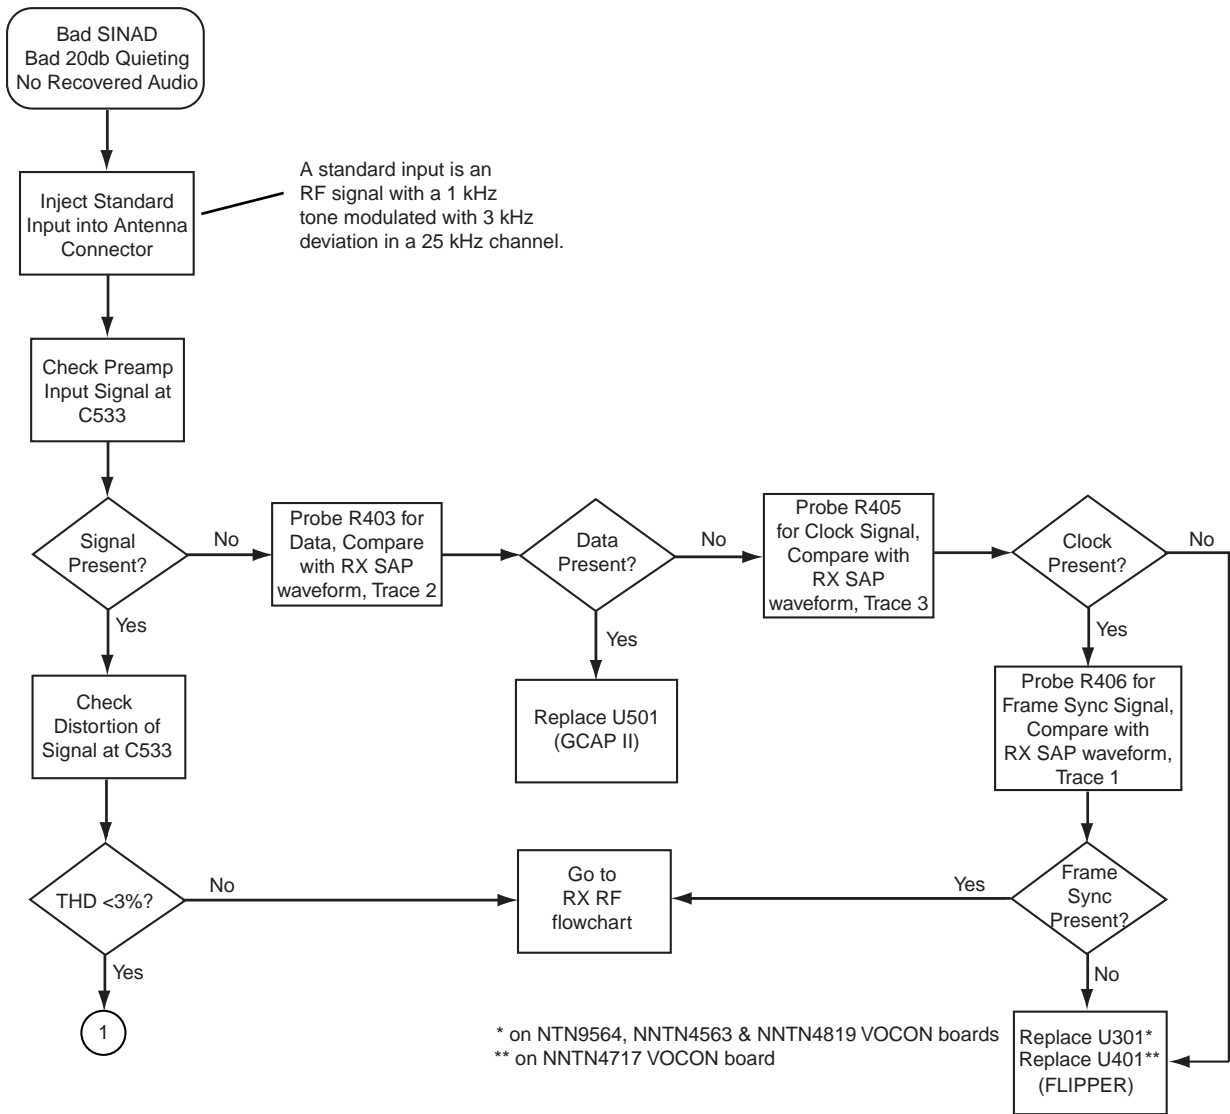 Bad SINAD
Bad 20db Quieting
No Recovered Audio
Inject Standard
Input into Antenna
Connector
A standard input is an
RF signal with a 1 kHz
tone modulated with 3 kHz
deviation in a 25 kHz channel.
Check Preamp
Input Signal at
C533
Signal
Present?
No
Yes
Probe R403 for
Data, Compare
with RX SAP
waveform, Trace 2
Data
Present?
No
Yes
Probe R405
for Clock Signal,
Compare with
RX SAP
waveform, Trace 3
Clock
Present?
No
Yes
Check
Distortion of
Signal at C533
Replace U501
(GCAP II)
Probe R406 for
Frame Sync Signal,
Compare with
RX SAP waveform,
Trace 1
THD <3%?
No
Yes
Go to
RX RF
flowchart
Yes
Frame
Sync
Present?
No
1
* on NTN9564, NNTN4563 & NNTN4819 VOCON boards
** on NNTN4717 VOCON board
Replace U301*
Replace U401**
(FLIPPER)